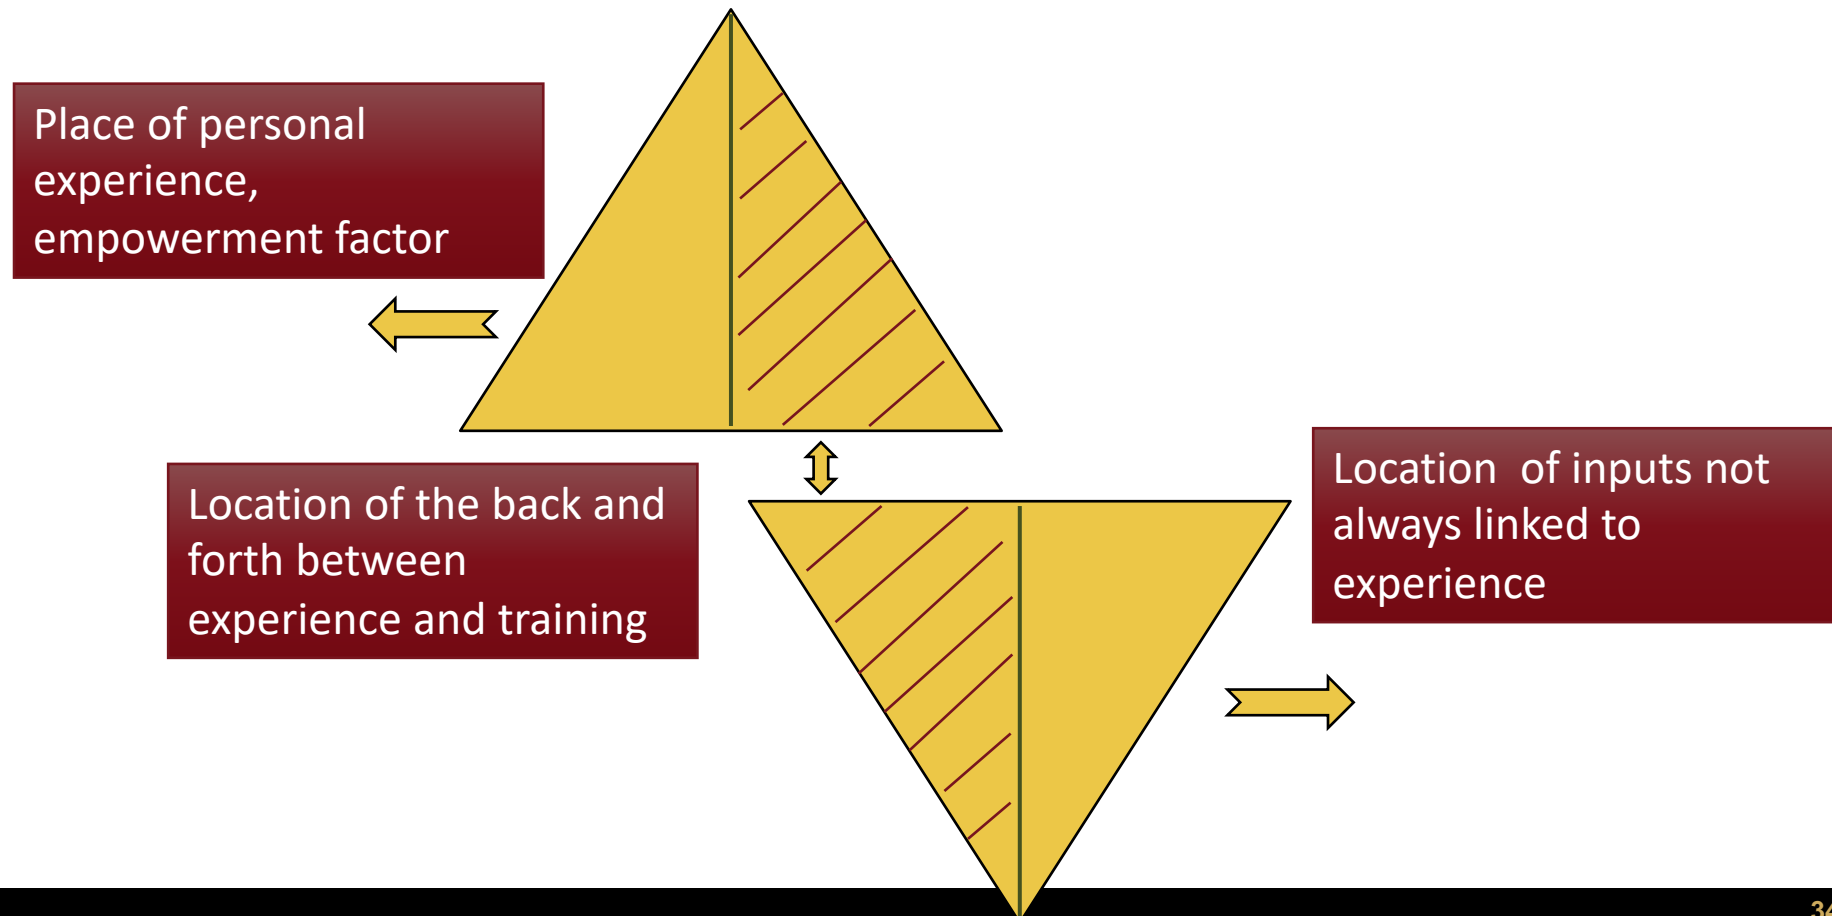 Place of personal
experience,
empowerment factor
Location of the back and
forth between
experience and training
Location  of inputs not
always linked to
experience
34